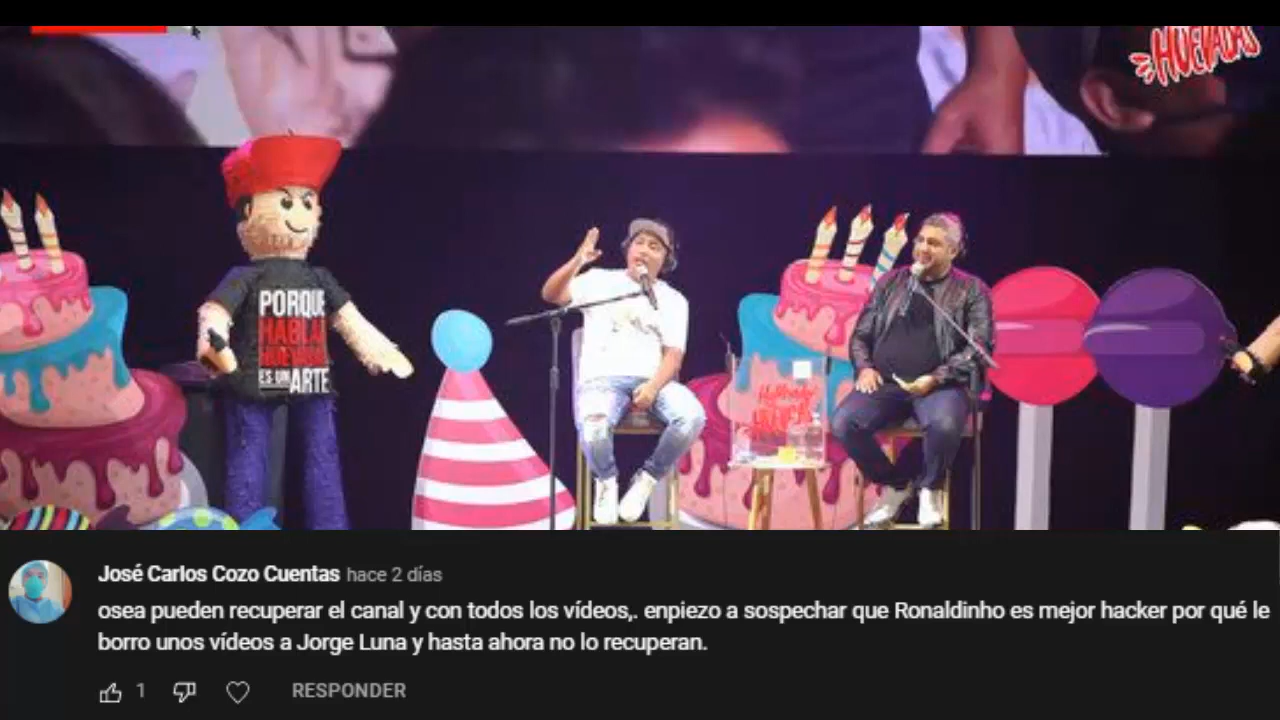 HUEVADAS
PORQUE
HABLAR
HUEVADAS
ES UN ARTE
Hablando
HUEVADAS
José Carlos Cozo Cuentas hace 2 días
osea pueden recuperar el canal y con todos los vídeos,. enpiezo a sospechar que Ronaldinho es mejor hacker por qué le
borro unos vídeos a Jorge Luna y hasta ahora no lo recuperan.
1 RESPONDER